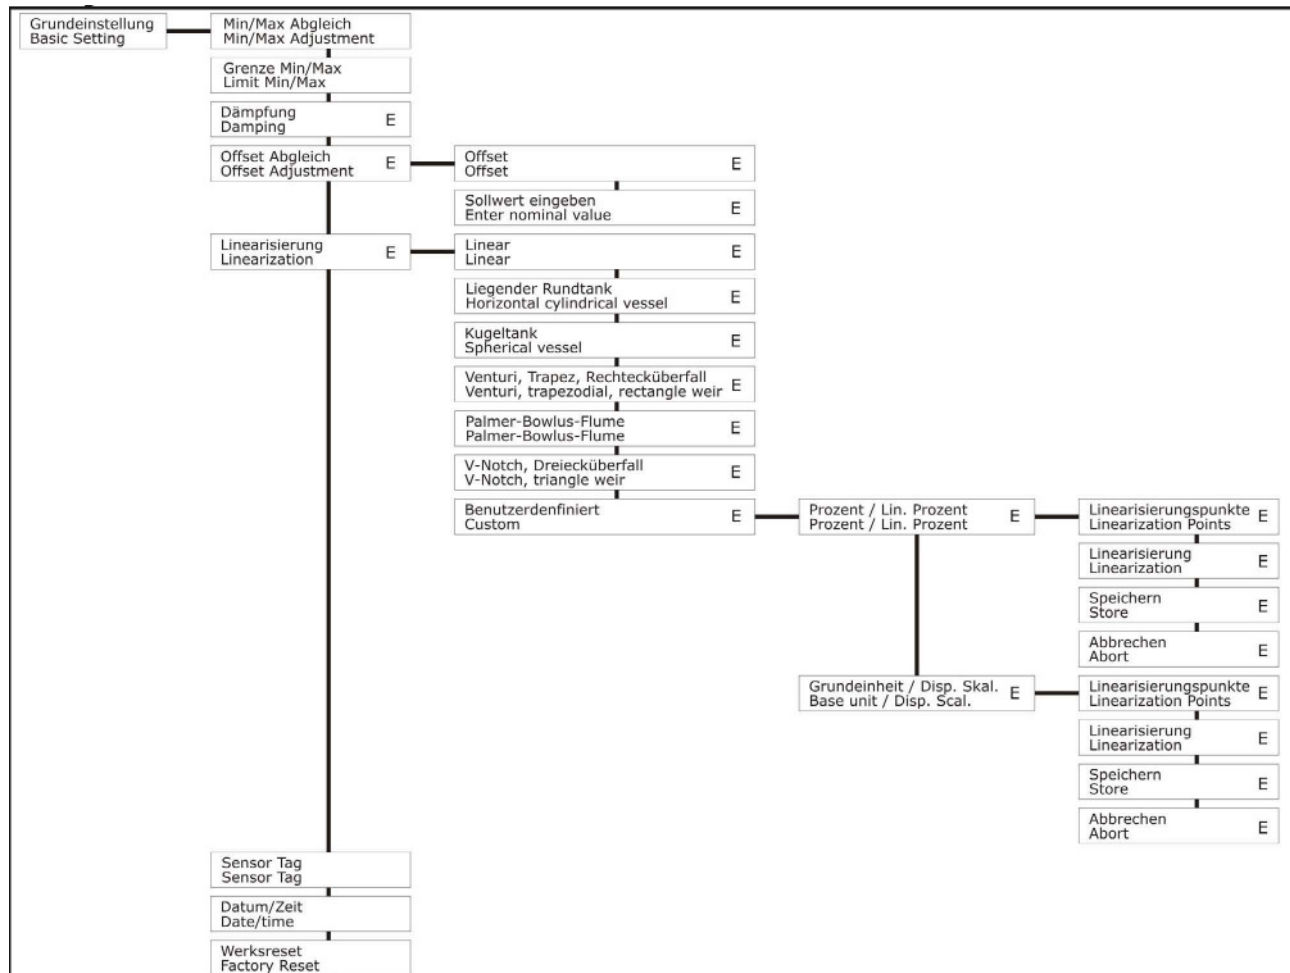 Grundeinstellung
Basic Setting
Min/Max Abgleich
Min/Max Adjustment
Grenze Min/Max
Limit Min/Max
Dämpfung
Damping
E
Offset Abgleich
Offset Adjustment
E
Offset
Offset
E
Sollwert eingeben
Enter nominal value
E
Linearisierung
Linearization
E
Linear
Linear
E
Liegender Rundtank
Horizontal cylindrical vessel
E
Kugeltank
Spherical vessel
E
Venturi, Trapez, Rechtecküberfall
Venturi, trapezodial, rectangle weir
E
Palmer-Bowlus-Flume
Palmer-Bowlus-Flume
E
V-Notch, Dreiecküberfall
V-Notch, triangle weir
E
Benutzerdenfiniert
Custom
E
Prozent / Lin. Prozent
Prozent / Lin. Prozent
E
Linearisierungspunkte
Linearization Points
E
Linearisierung
Linearization
E
Speichern
Store
E
Abbrechen
Abort
E
Grundeinheit / Disp. Skal.
Base unit / Disp. Scal.
E
Linearisierungspunkte
Linearization Points
E
Linearisierung
Linearization
E
Speichern
Store
E
Abbrechen
Abort
E
Sensor Tag
Sensor Tag
Datum/Zeit
Date/time
Werksreset
Factory Reset